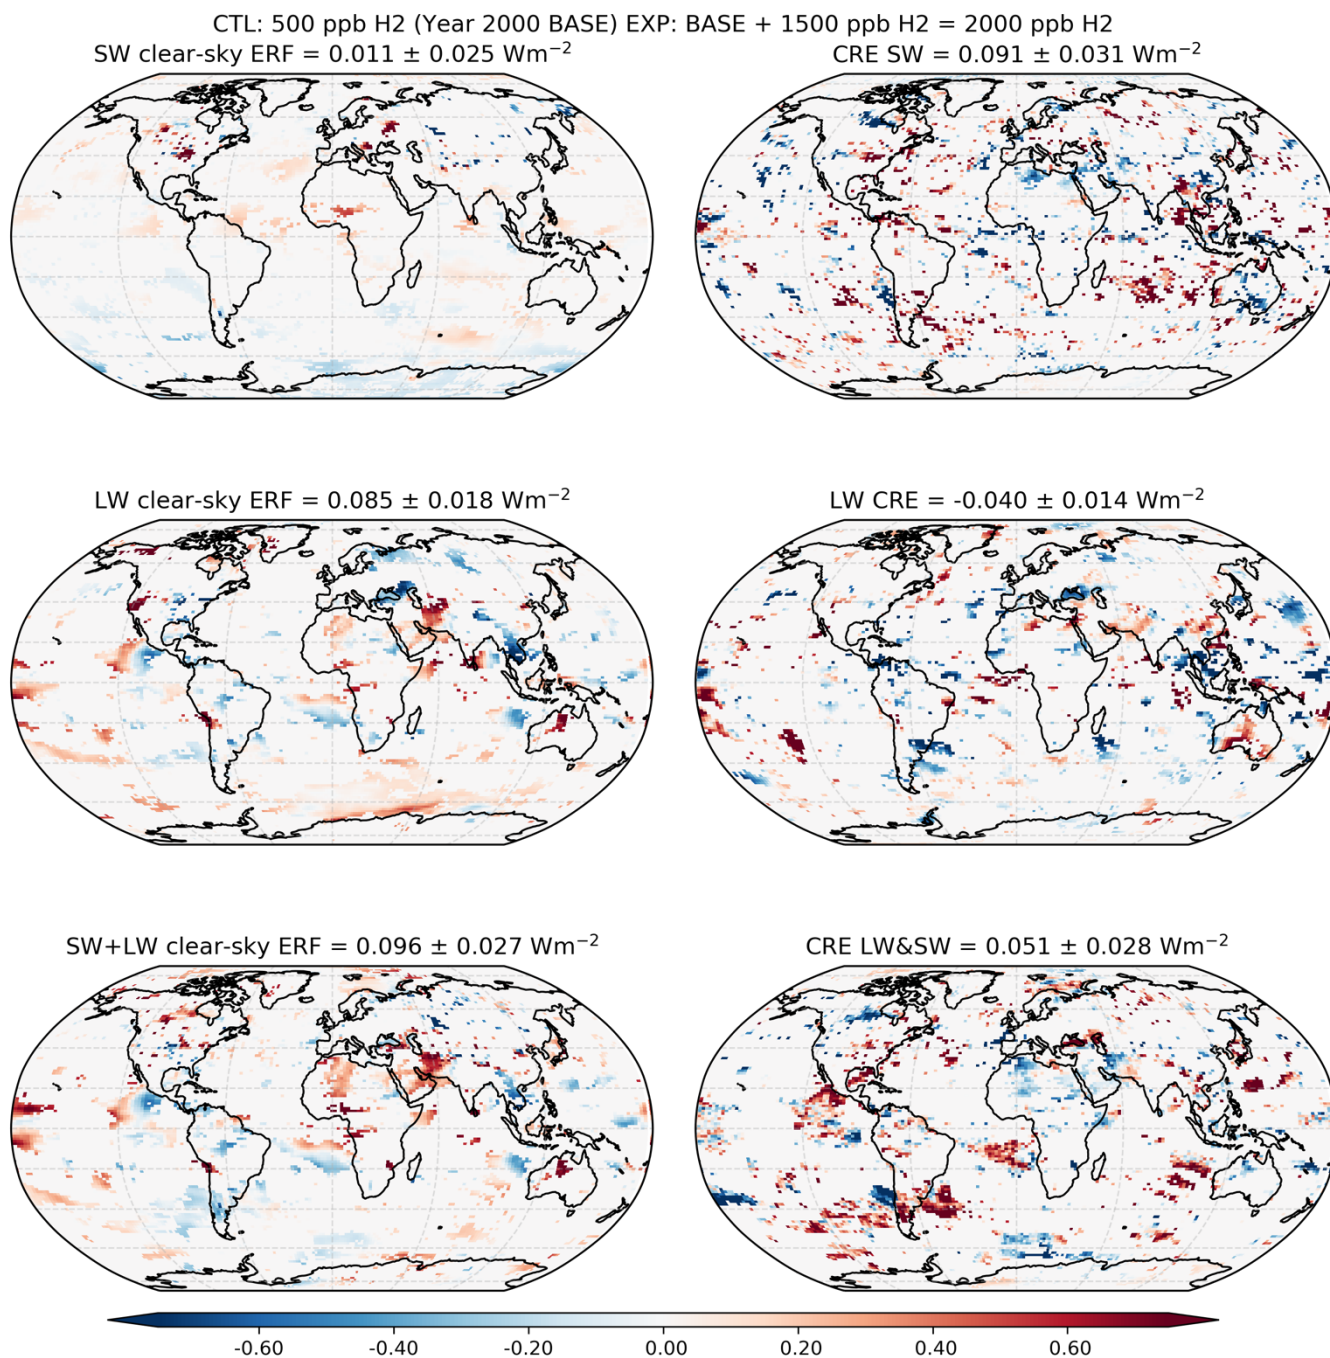 CTL: 500 ppb H2 (Year 2000 BASE) EXP: BASE + 1500 ppb H2 = 2000 ppb H2
SW clear-sky ERF = 0.011 ± 0.025 Wm⁻²
CRE SW = 0.091 ± 0.031 Wm⁻²
LW clear-sky ERF = 0.085 ± 0.018 Wm⁻²
LW CRE = -0.040 ± 0.014 Wm⁻²
SW+LW clear-sky ERF = 0.096 ± 0.027 Wm⁻²
CRE LW&SW = 0.051 ± 0.028 Wm⁻²
-0.60 -0.40 -0.20 0.00 0.20 0.40 0.60